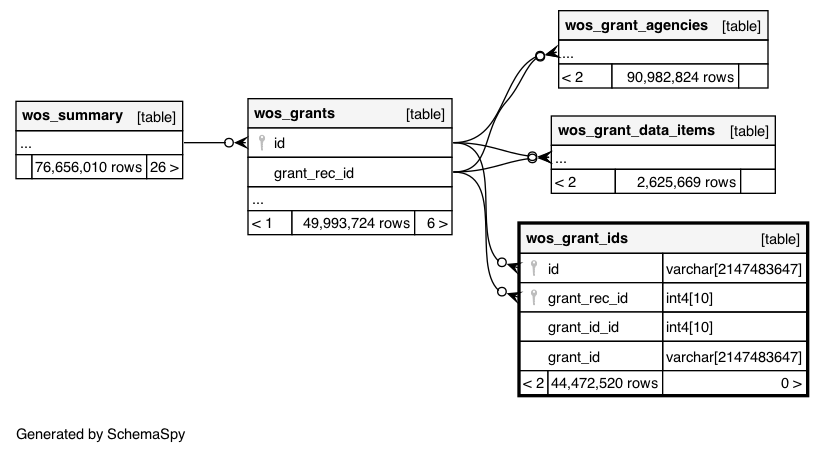 wos_summary [table]
...
76,656,010 rows 26 >
wos_grants [table]
id
grant_rec_id
...
< 1 49,993,724 rows 6 >
wos_grant_agencies [table]
...
< 2 90,982,824 rows
wos_grant_data_items [table]
...
< 2 2,625,669 rows
wos_grant_ids [table]
id varchar[2147483647]
grant_rec_id int4[10]
grant_id_id int4[10]
grant_id varchar[2147483647]
< 2 44,472,520 rows 0 >
Generated by SchemaSpy